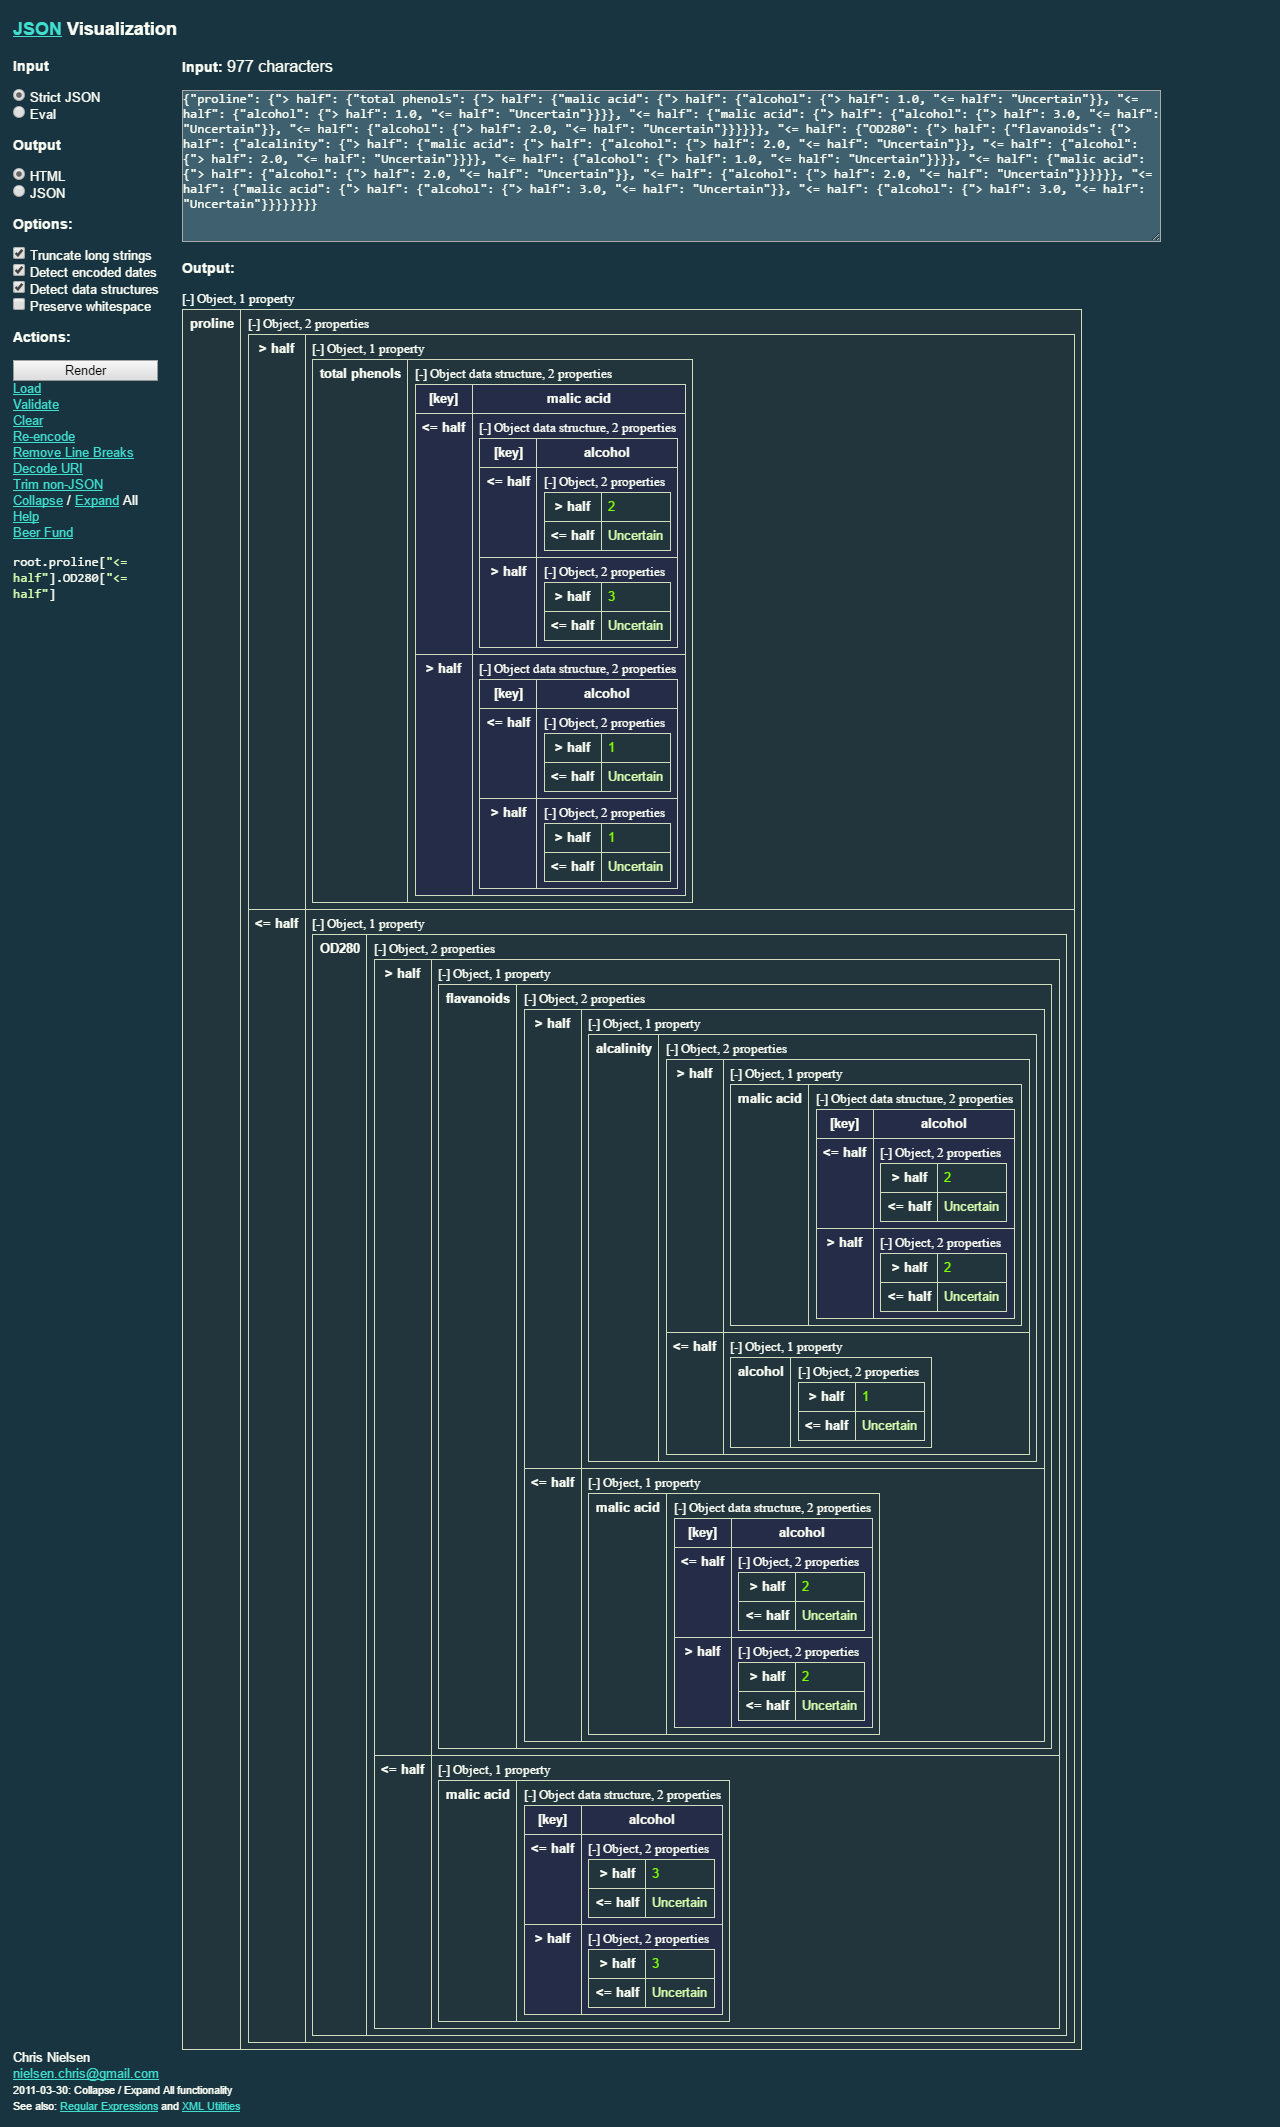 JSON Visualization
Input
Strict JSON
Eval
Output
HTML
JSON
Options:
Truncate long strings
Detect encoded dates
Detect data structures
Preserve whitespace
Actions:
Render
Load
Validate
Clear
Re-encode
Remove Line Breaks
Decode URI
Trim non-JSON
Collapse / Expand All
Help
Beer Fund
root.proline["<=
half"].OD280["<=
half"]
Input: 977 characters
{"proline": {"> half": {"total phenols": {"> half": {"malic acid": {"> half": {"alcohol": {"> half": 1.0, "<= half": "Uncertain"}}, "<=
half": {"alcohol": {"> half": 1.0, "<= half": "Uncertain"}}}}, "<= half": {"malic acid": {"> half": {"alcohol": {"> half": 3.0, "<= half":
"Uncertain"}}, "<= half": {"alcohol": {"> half": 2.0, "<= half": "Uncertain"}}}}}}, "<= half": {"OD280": {"> half": {"flavanoids": {">
half": {"alcalinity": {"> half": {"malic acid": {"> half": {"alcohol": {"> half": 2.0, "<= half": "Uncertain"}}, "<= half": {"alcohol":
{"> half": 2.0, "<= half": "Uncertain"}}}}, "<= half": {"alcohol": {"> half": 1.0, "<= half": "Uncertain"}}}}, "<= half": {"malic acid":
{"> half": {"alcohol": {"> half": 2.0, "<= half": "Uncertain"}}, "<= half": {"alcohol": {"> half": 2.0, "<= half": "Uncertain"}}}}}}, "<=
half": {"malic acid": {"> half": {"alcohol": {"> half": 3.0, "<= half": "Uncertain"}}, "<= half": {"alcohol": {"> half": 3.0, "<= half":
"Uncertain"}}}}}}}}
Output:
[-] Object, 1 property
proline [-] Object, 2 properties
> half [-] Object, 1 property
total phenols [-] Object data structure, 2 properties
[key] malic acid
<= half [-] Object data structure, 2 properties
[key] alcohol
<= half [-] Object, 2 properties
> half 2
<= half Uncertain
> half [-] Object, 2 properties
> half 3
<= half Uncertain
> half [-] Object data structure, 2 properties
[key] alcohol
<= half [-] Object, 2 properties
> half 1
<= half Uncertain
> half [-] Object, 2 properties
> half 1
<= half Uncertain
<= half [-] Object, 1 property
OD280 [-] Object, 2 properties
> half [-] Object, 1 property
flavanoids [-] Object, 2 properties
> half [-] Object, 1 property
alcalinity [-] Object, 2 properties
> half [-] Object, 1 property
malic acid [-] Object data structure, 2 properties
[key] alcohol
<= half [-] Object, 2 properties
> half 2
<= half Uncertain
> half [-] Object, 2 properties
> half 2
<= half Uncertain
<= half [-] Object, 1 property
alcohol [-] Object, 2 properties
> half 1
<= half Uncertain
<= half [-] Object, 1 property
malic acid [-] Object data structure, 2 properties
[key] alcohol
<= half [-] Object, 2 properties
> half 2
<= half Uncertain
> half [-] Object, 2 properties
> half 2
<= half Uncertain
<= half [-] Object, 1 property
malic acid [-] Object data structure, 2 properties
[key] alcohol
<= half [-] Object, 2 properties
> half 3
<= half Uncertain
> half [-] Object, 2 properties
> half 3
<= half Uncertain
Chris Nielsen
nielsen.chris@gmail.com
2011-03-30: Collapse / Expand All functionality
See also: Regular Expressions and XML Utilities